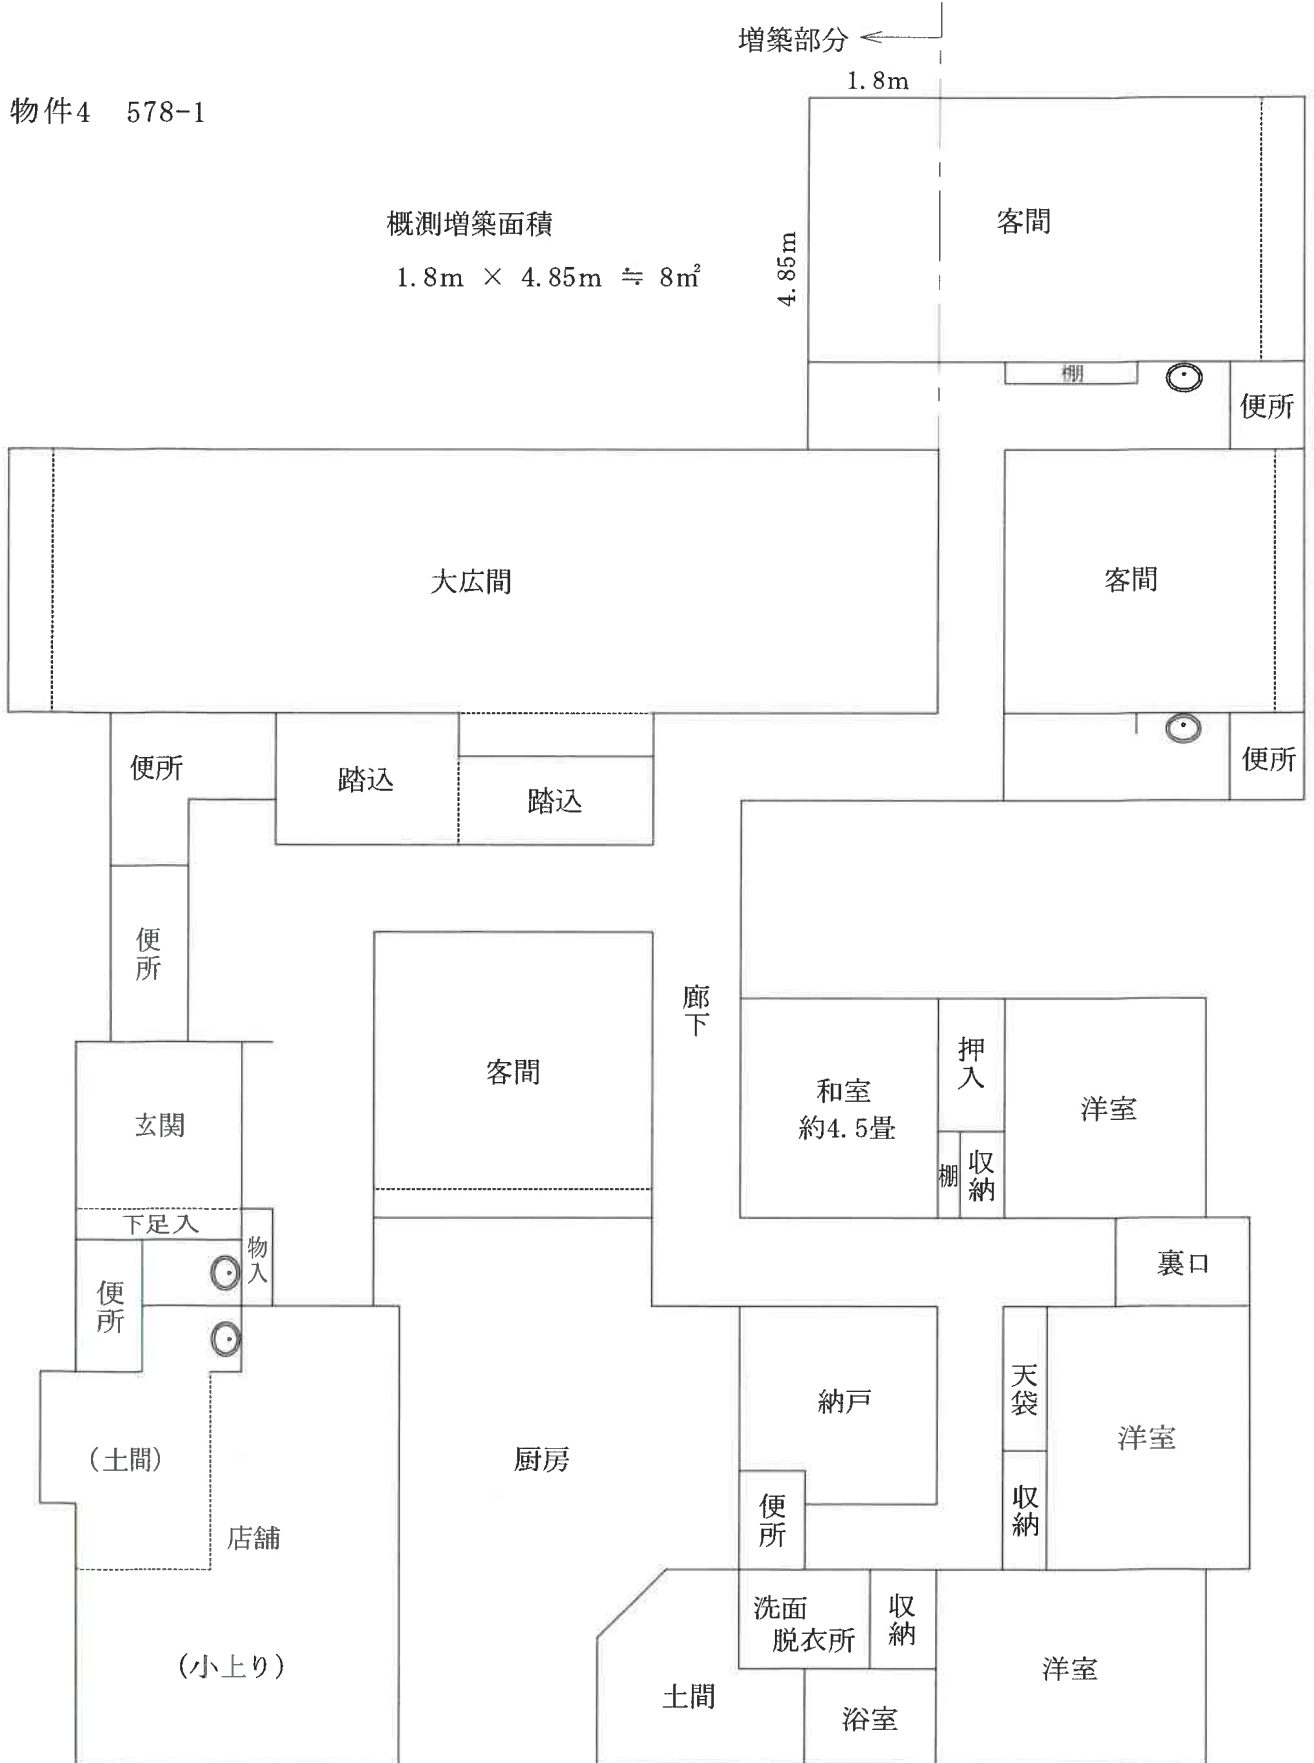 増築部分
1.8m
物件4 578-1
客間
概測増築面積
1.8m × 4.85m ≒ 8㎡
4.85m
棚
便所
大広間
客間
便所
踏込
踏込
便所
便所
廊下
客間
和室
約4.5畳
押入
棚
収納
洋室
玄関
下足入
物入
便所
裏口
(土間)
店舗
(小上り)
厨房
納戸
便所
天袋
収納
洋室
洗面
脱衣所
収納
土間
浴室
洋室